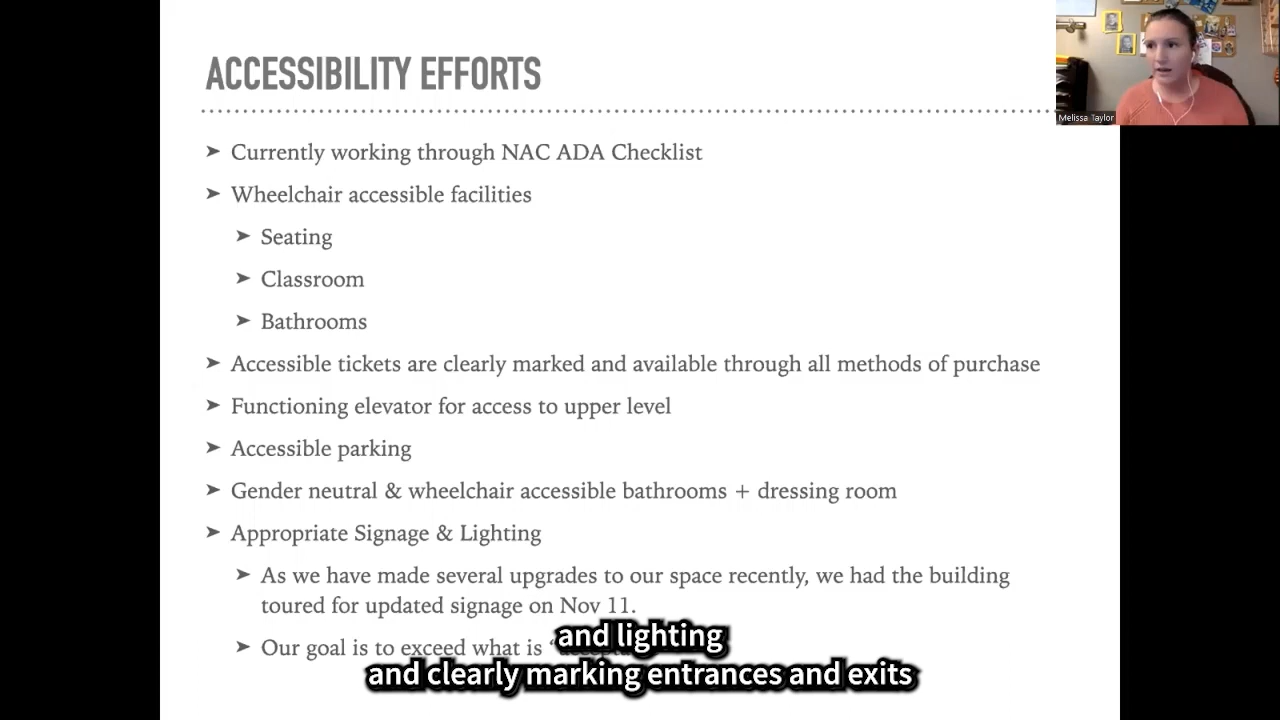 ACCESSIBILITY EFFORTS
Melissa Taylor
➤ Currently working through NAC ADA Checklist
➤ Wheelchair accessible facilities
➤ Seating
➤ Classroom
➤ Bathrooms
➤ Accessible tickets are clearly marked and available through all methods of purchase
➤ Functioning elevator for access to upper level
➤ Accessible parking
➤ Gender neutral & wheelchair accessible bathrooms + dressing room
➤ Appropriate Signage & Lighting
➤ As we have made several upgrades to our space recently, we had the building
toured for updated signage on Nov 11.
➤ Our goal is to exceed what is
and lighting
and clearly marking entrances and exits